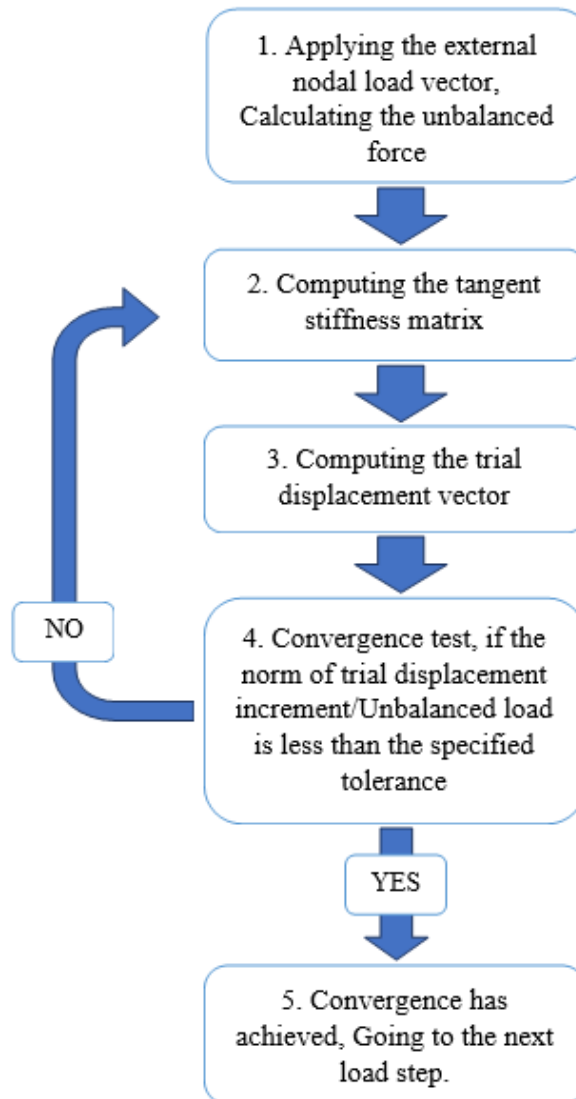 1. Applying the external
nodal load vector,
Calculating the unbalanced
force
2. Computing the tangent
stiffness matrix
3. Computing the trial
displacement vector
NO
4. Convergence test, if the
norm of trial displacement
increment/Unbalanced load
is less than the specified
tolerance
YES
5. Convergence has
achieved, Going to the next
load step.